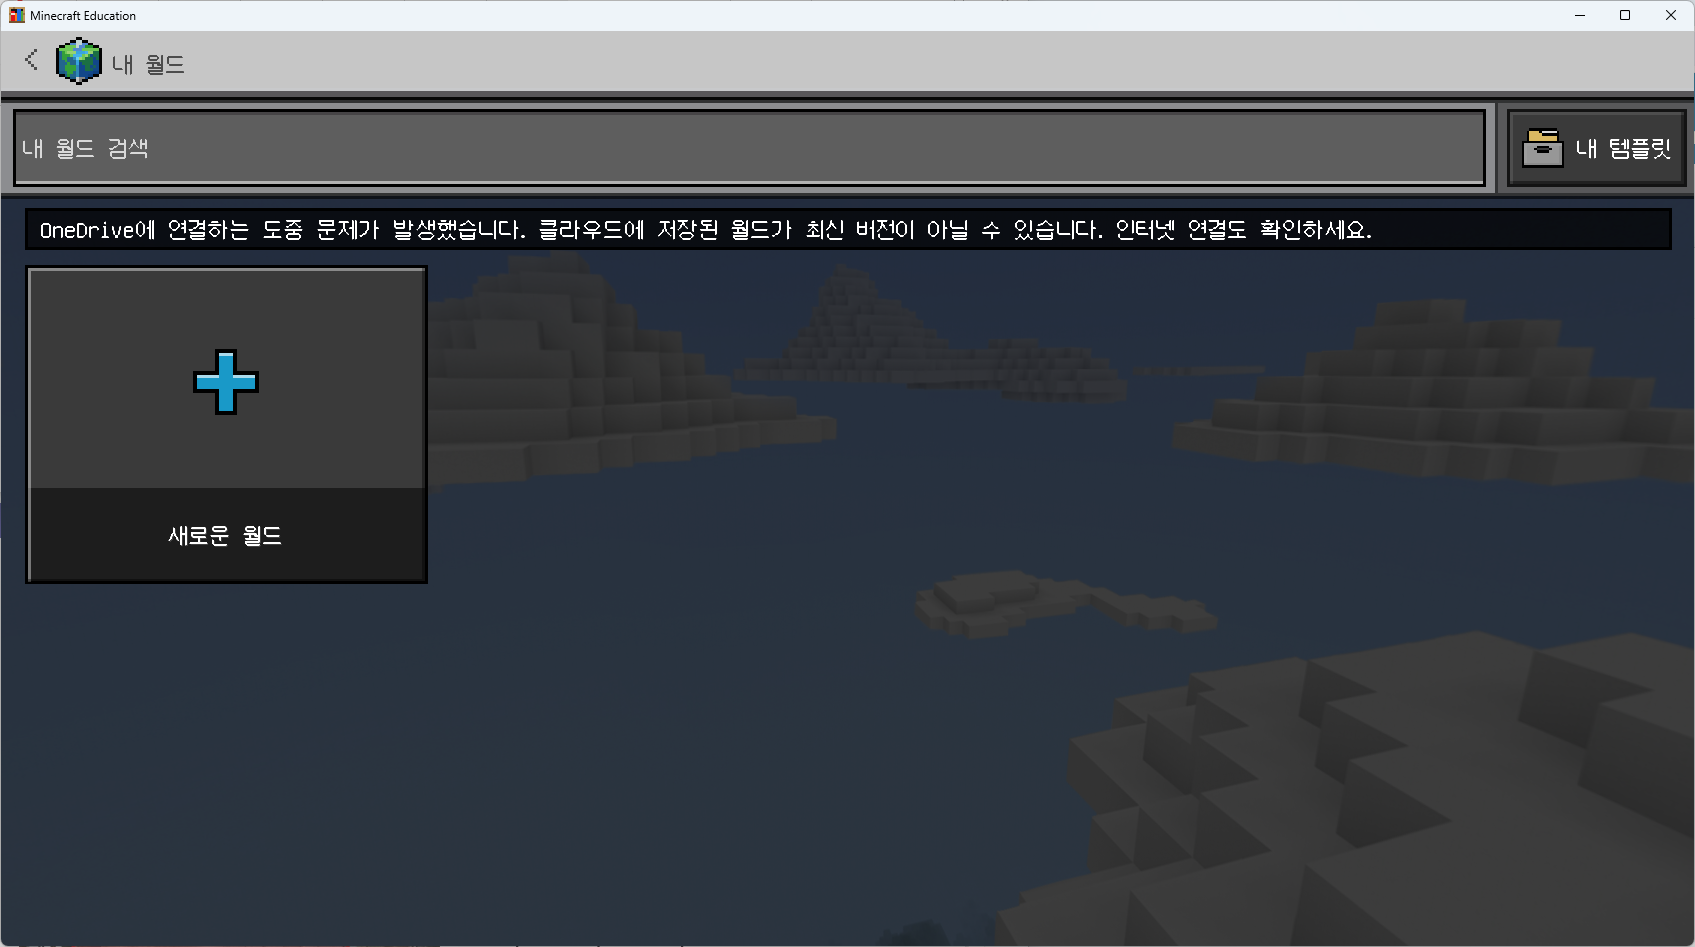 Minecraft Education
내 월드
내 월드 검색
내 템플릿
OneDrive에 연결하는 도중 문제가 발생했습니다. 클라우드에 저장된 월드가 최신 버전이 아닐 수 있습니다. 인터넷 연결도 확인하세요.
새로운 월드